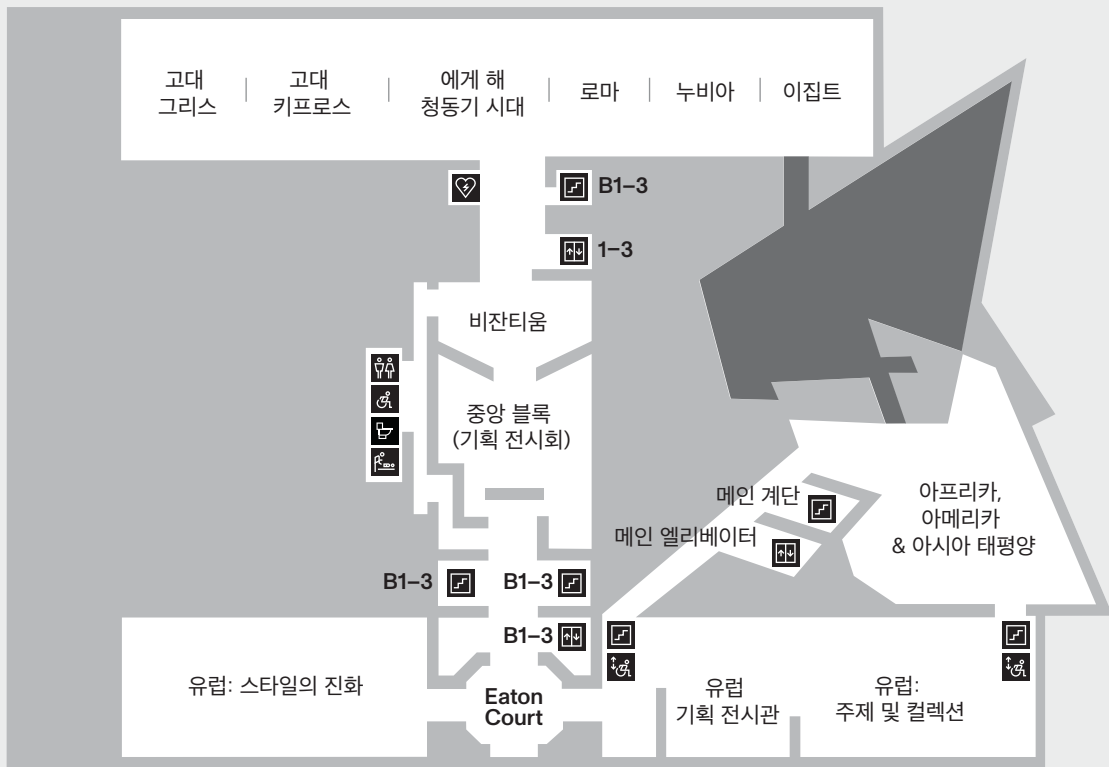 고대
그리스
고대
키프로스
에게 해
청동기 시대
로마
누비아
이집트
B1–3
1–3
비잔티움
중앙 블록
(기획 전시회)
메인 계단
메인 엘리베이터
아프리카,
아메리카
& 아시아 태평양
B1–3
B1–3
B1–3
유럽: 스타일의 진화
Eaton
Court
유럽
기획 전시관
유럽:
주제 및 컬렉션